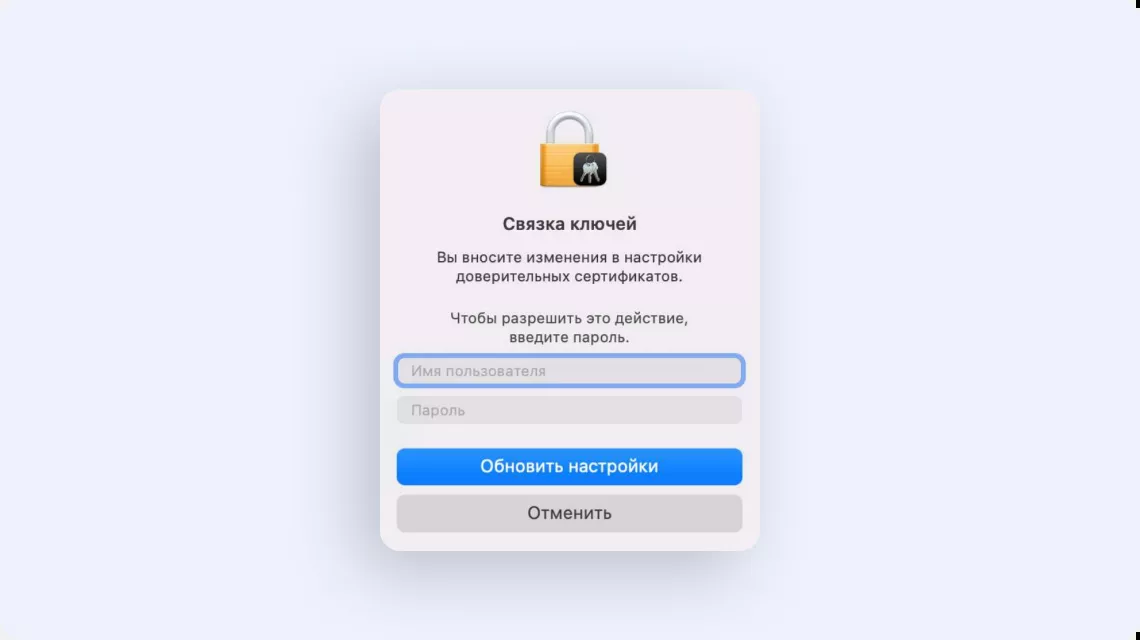 Связка ключей
Вы вносите изменения в настройки
доверительных сертификатов.
Чтобы разрешить это действие,
введите пароль.
Имя пользователя
Пароль
Обновить настройки
Отменить